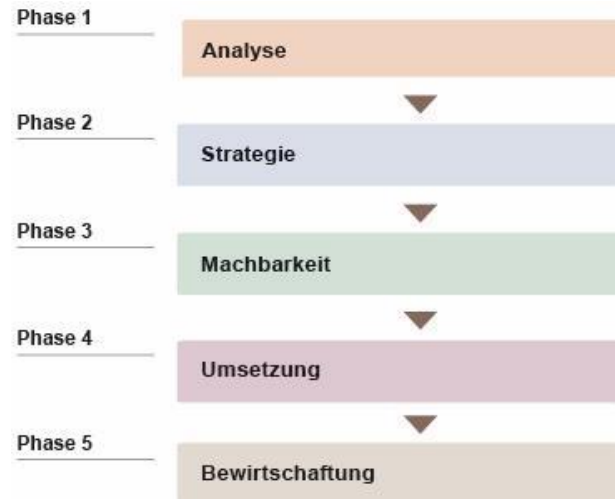 Phase 1
Analyse
Phase 2
Strategie
Phase 3
Machbarkeit
Phase 4
Umsetzung
Phase 5
Bewirtschaftung